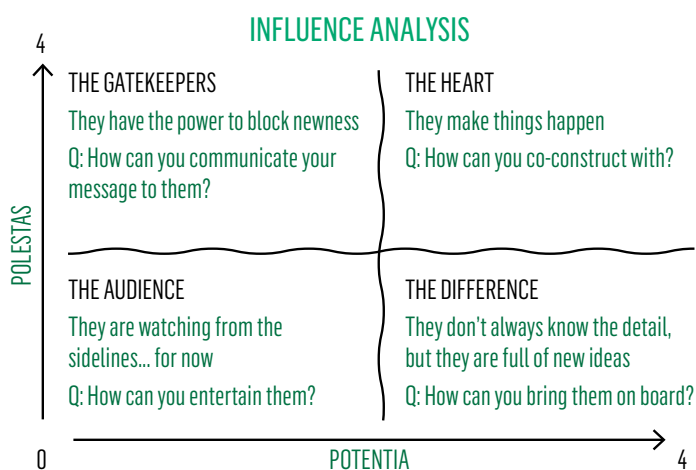 INFLUENCE ANALYSIS
4
THE GATEKEEPERS
They have the power to block newness
Q: How can you communicate your
message to them?
THE HEART
They make things happen
Q: How can you co-construct with?
POLESTAS
THE AUDIENCE
They are watching from the
sidelines... for now
Q: How can you entertain them?
THE DIFFERENCE
They don't always know the detail,
but they are full of new ideas
Q: How can you bring them on board?
0
POTENTIA
4